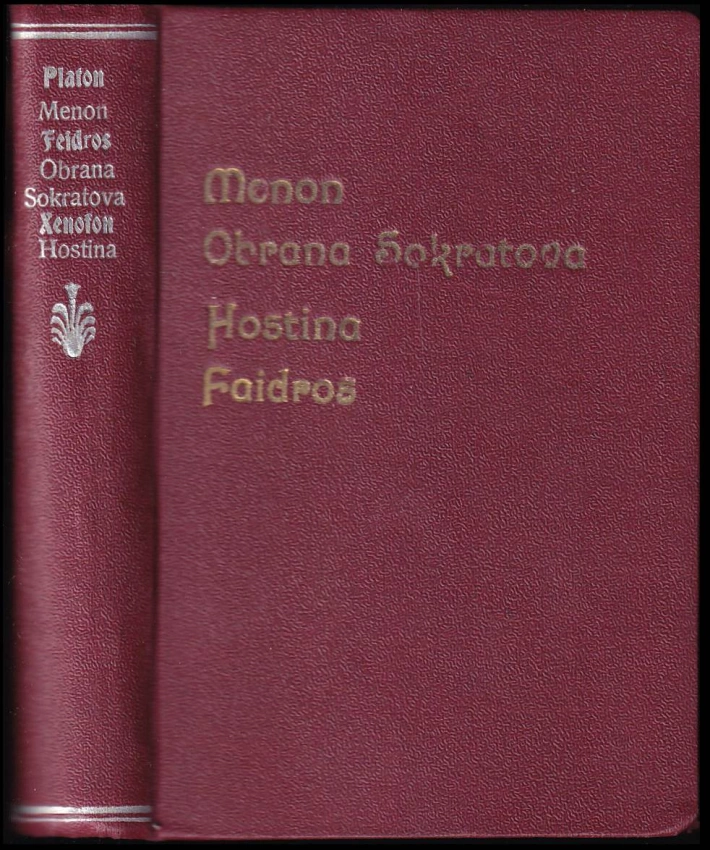 Platon
Menon
Feidros
Obrana
Sokratova
Xenofon
Hostina
Menon
Obrana Sokratova
Hostina
Faidros